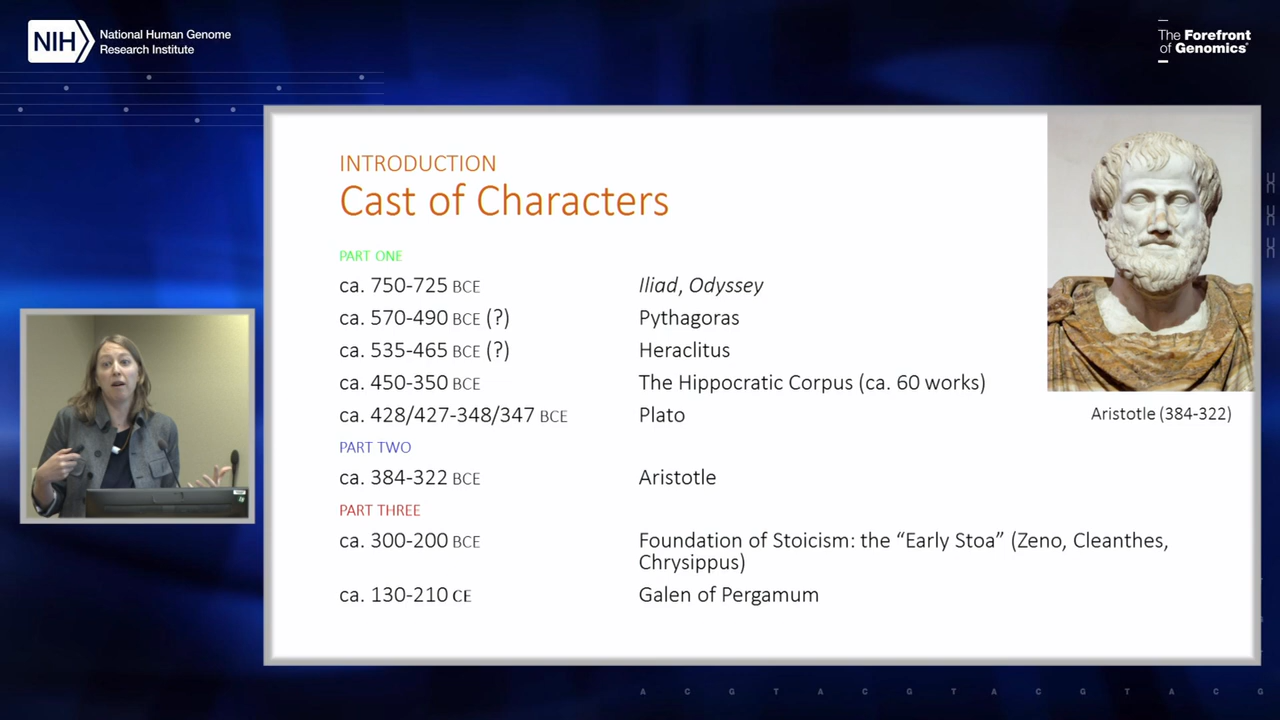 NIH National Human Genome
Research Institute
The Forefront
of Genomics®
INTRODUCTION
Cast of Characters
PART ONE
ca. 750-725 BCE Iliad, Odyssey
ca. 570-490 BCE (?) Pythagoras
ca. 535-465 BCE (?) Heraclitus
ca. 450-350 BCE The Hippocratic Corpus (ca. 60 works)
ca. 428/427-348/347 BCE Plato
Aristotle (384-322)
PART TWO
ca. 384-322 BCE Aristotle
PART THREE
ca. 300-200 BCE Foundation of Stoicism: the “Early Stoa” (Zeno, Cleanthes,
Chrysippus)
ca. 130-210 CE Galen of Pergamum
A C G T A C G T A C G T A C G